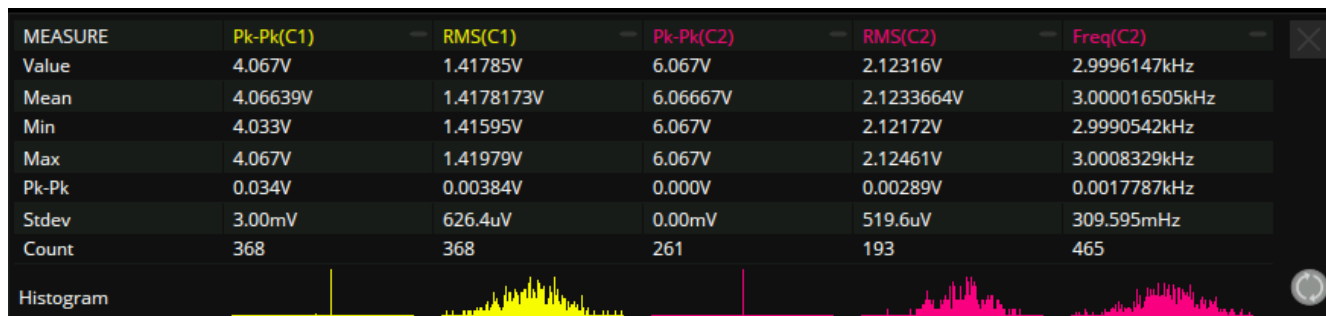 MEASURE Pk-Pk(C1) RMS(C1) Pk-Pk(C2) RMS(C2) Freq(C2)
Value 4.067V 1.41785V 6.067V 2.12316V 2.9996147kHz
Mean 4.06639V 1.4178173V 6.06667V 2.1233664V 3.000016505kHz
Min 4.033V 1.41595V 6.067V 2.12172V 2.9990542kHz
Max 4.067V 1.41979V 6.067V 2.12461V 3.0008329kHz
Pk-Pk 0.034V 0.00384V 0.000V 0.00289V 0.0017787kHz
Stdev 3.00mV 626.4uV 0.00mV 519.6uV 309.595mHz
Count 368 368 261 193 465
Histogram